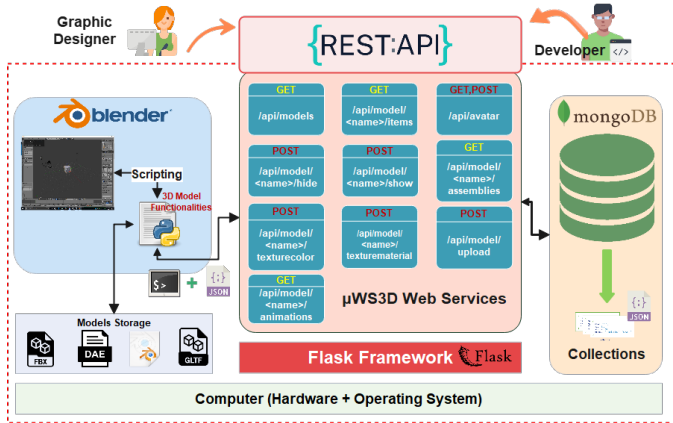 Graphic
Designer
{REST:API}
Developer
</>
blender
Scripting
3D Model
Functionalities
$>_
+
{;}
JSON
Models Storage
FBX
DAE
GLTF
GET
/api/models
GET
/api/model/
<name>/items
GET,POST
/api/avatar
POST
/api/model/
<name>/hide
POST
/api/model/
<name>/show
GET
/api/model/
<name>/
assemblies
POST
/api/model/
<name>/
texturecolor
POST
/api/model/
<name>/
texturematerial
POST
/api/model/
upload
GET
/api/model/
<name>/
animations
µWS3D Web Services
Flask Framework
Flask
mongoDB
{;}
JSON
Collections
Computer (Hardware + Operating System)